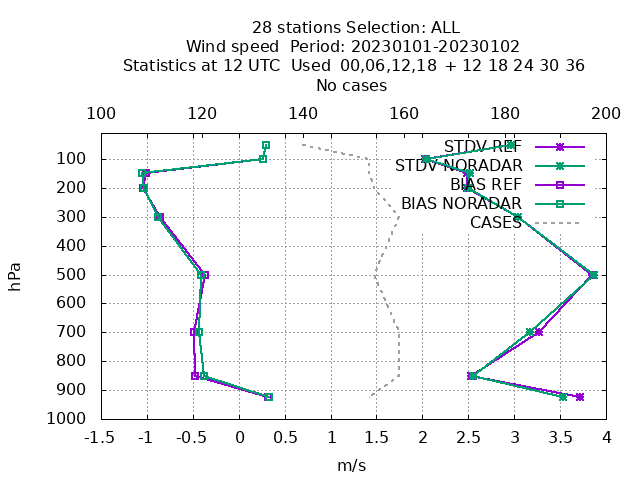 28 stations Selection: ALL
Wind speed  Period: 20230101-20230102
Statistics at 12 UTC  Used  00,06,12,18  + 12 18 24 30 36
No cases
100 120 140 160 180 200
STDV REF
STDV NORADAR
BIAS REF
BIAS NORADAR
CASES
100
200
300
400
500
600
700
800
900
1000
hPa
-1.5 -1 -0.5 0 0.5 1 1.5 2 2.5 3 3.5 4
m/s